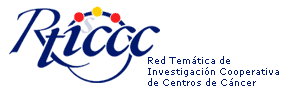 Rticcc
Red Temática de
Investigación Cooperativa
de Centros de Cáncer